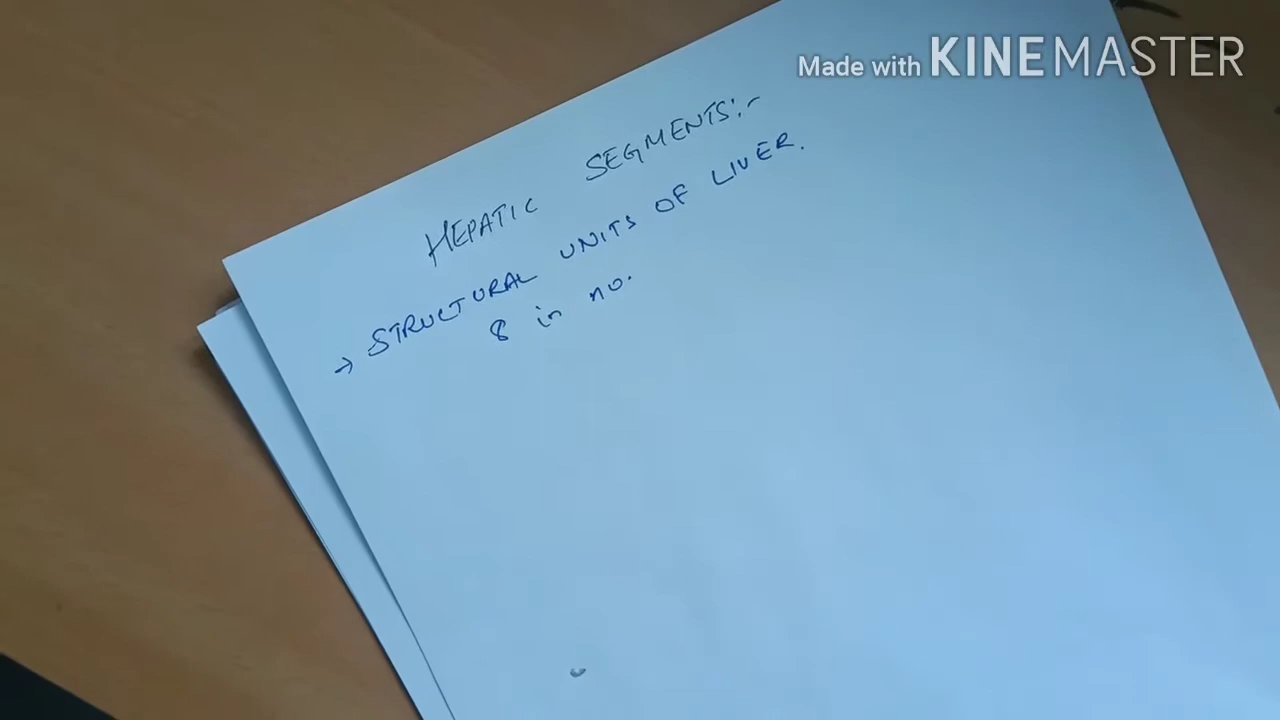 Made with KINEMASTER
HEPATIC SEGMENTS:-
→ STRUCTURAL UNITS OF LIVER.
8 in no.